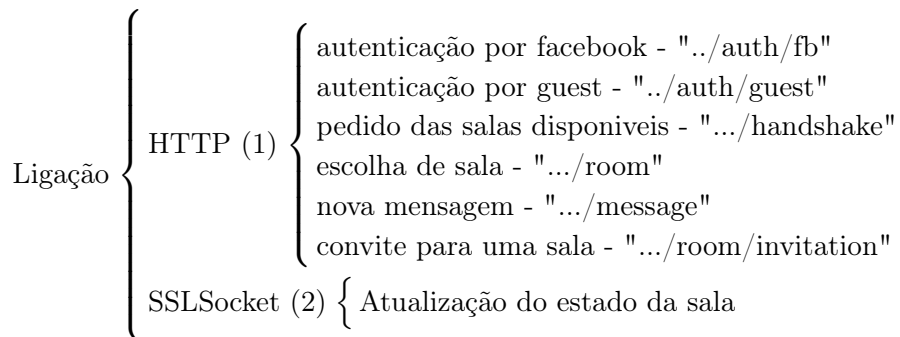 autenticação por facebook - "../auth/fb"
autenticação por guest - "../auth/guest"
pedido das salas disponiveis - ".../handshake"
Ligação
HTTP (1)
escolha de sala - ".../room"
nova mensagem - ".../message"
convite para uma sala - ".../room/invitation"
SSLSocket (2)
Atualização do estado da sala